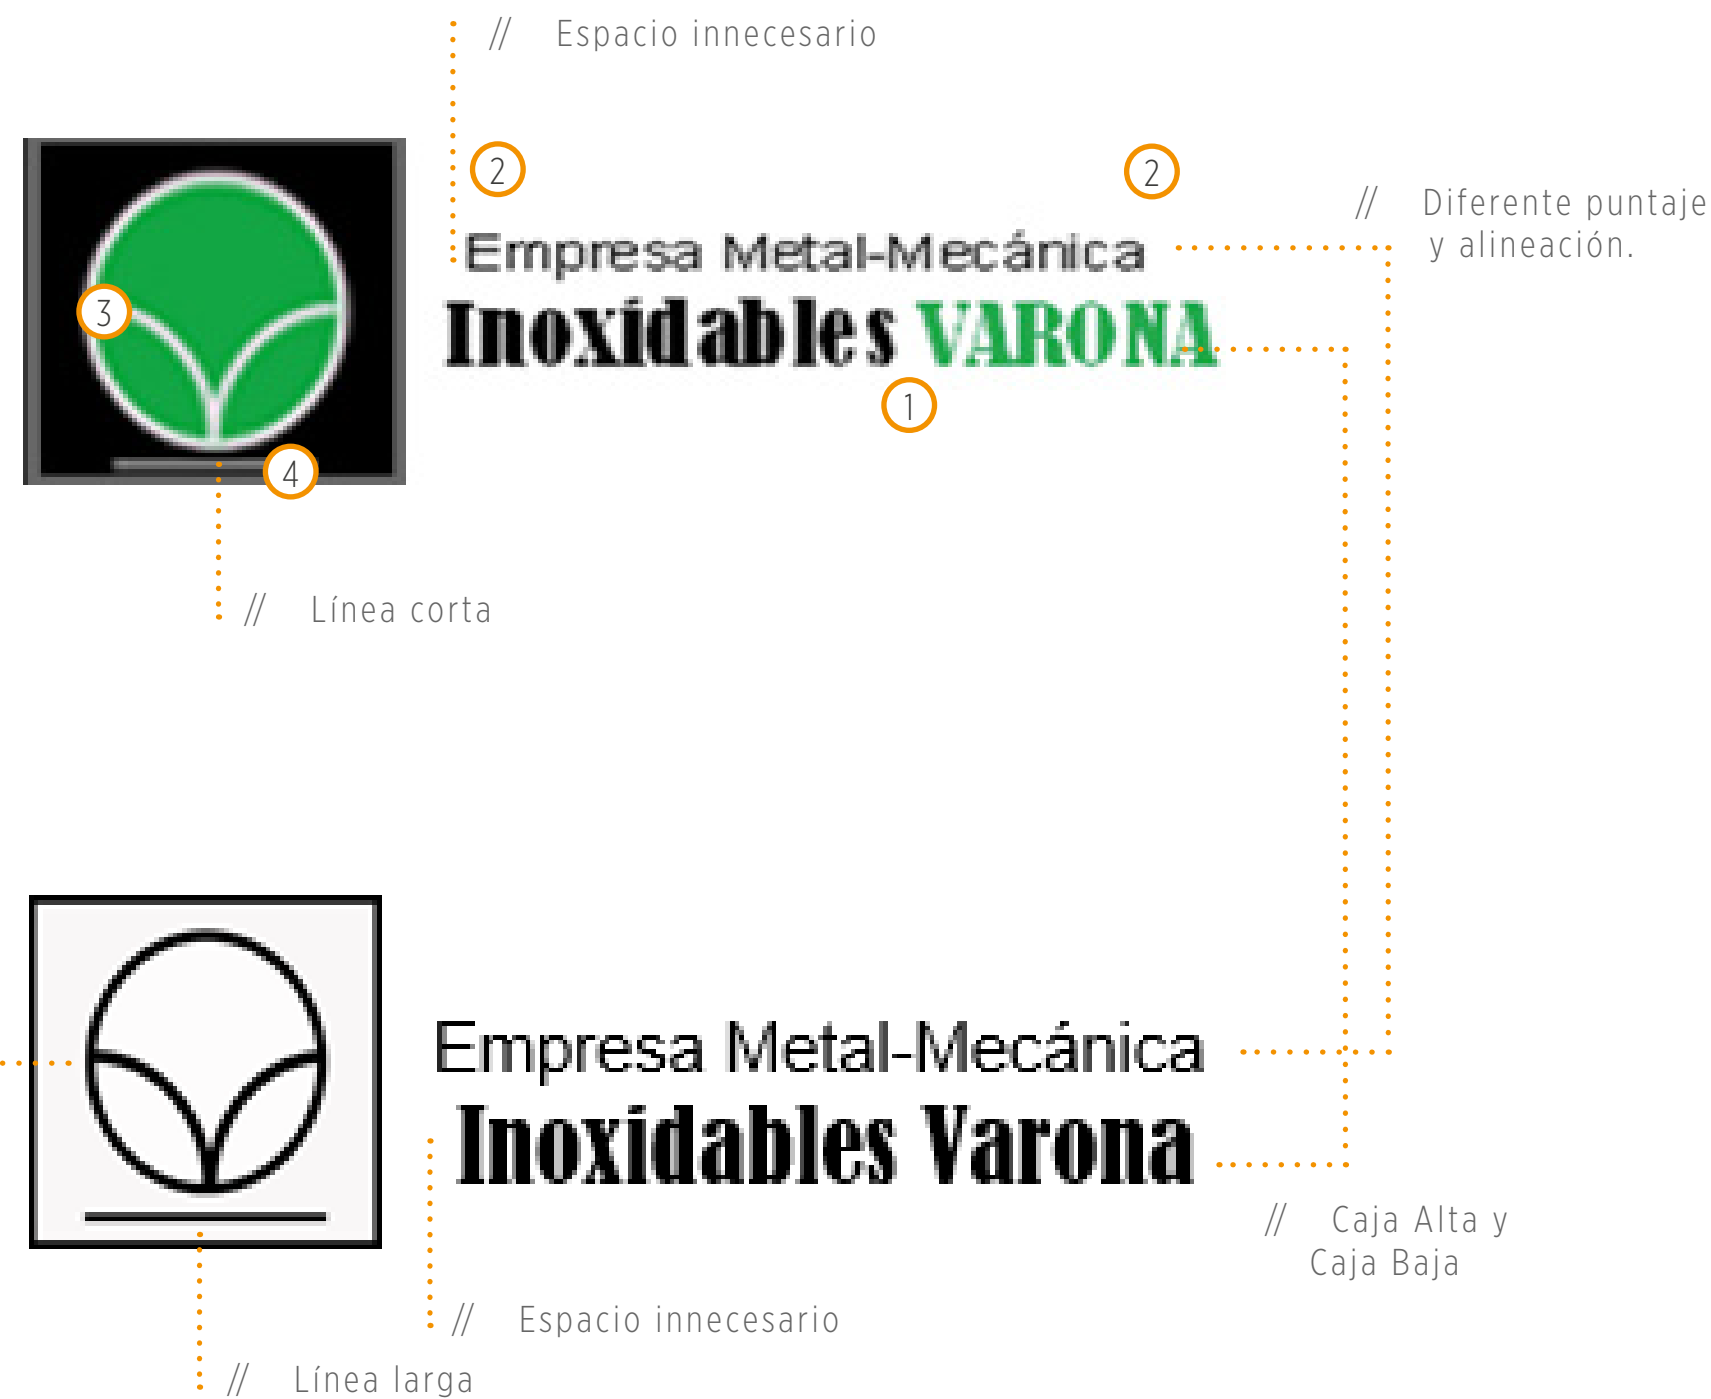 // Espacio innecesario
2
2
// Diferente puntaje
y alineación.
Empresa Metal-Mecánica
3
Inoxidables VARONA
1
4
// Línea corta
Empresa Metal-Mecánica
Inoxidables Varona
// Caja Alta y
Caja Baja
// Espacio innecesario
// Línea larga